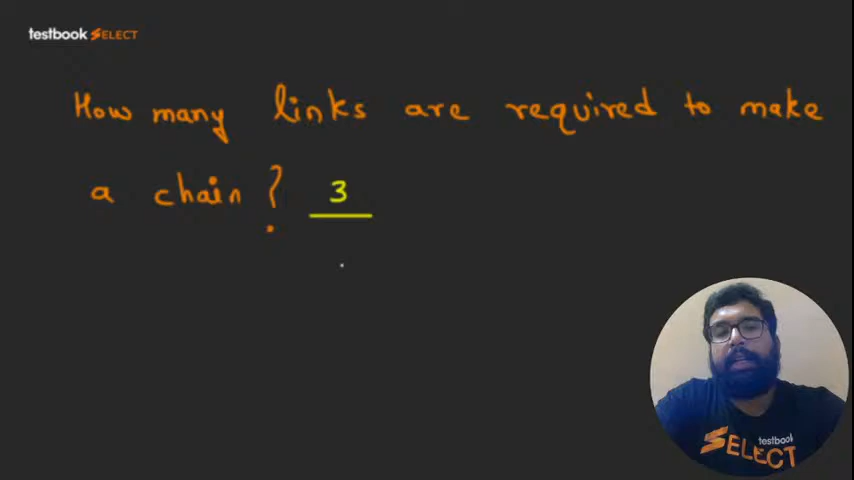 testbook SELECT
How many links are required to make
a chain? 3
testbook
SELECT